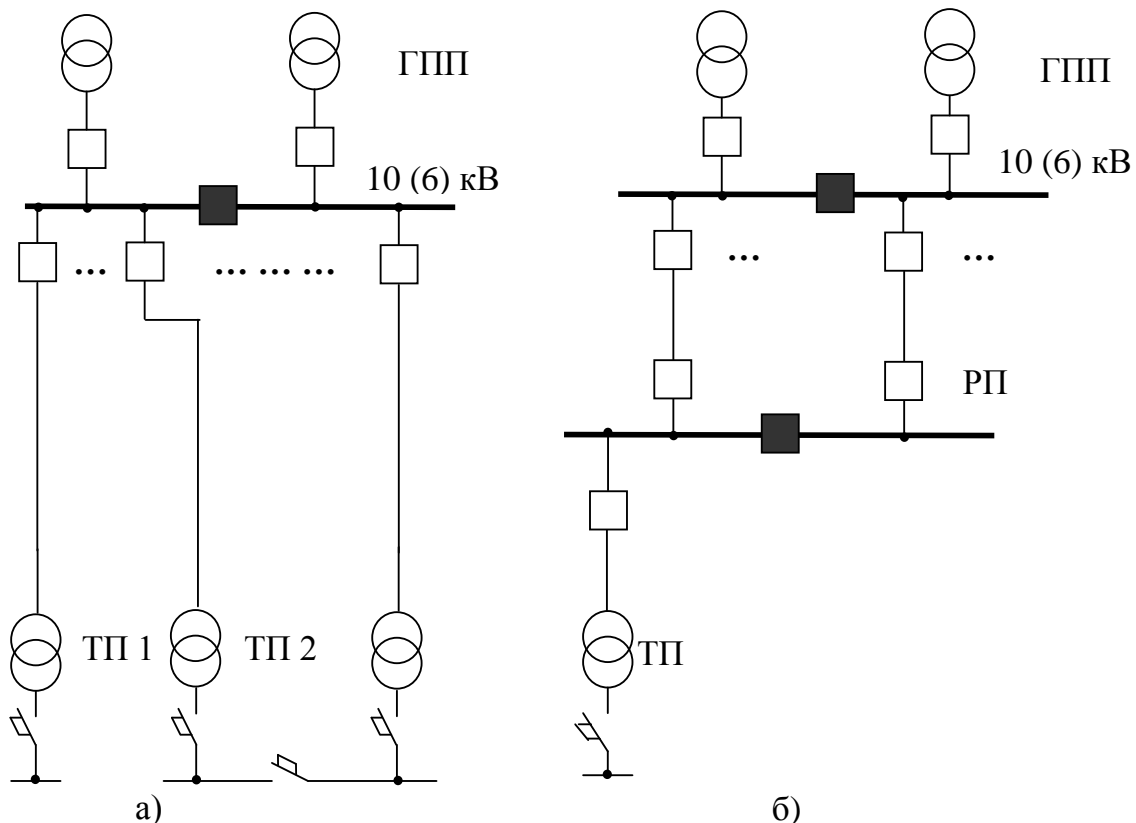 ГПП
10 (6) кВ
... ... ... ...
ТП 1
ТП 2
а)
ГПП
10 (6) кВ
... ...
РП
ТП
б)